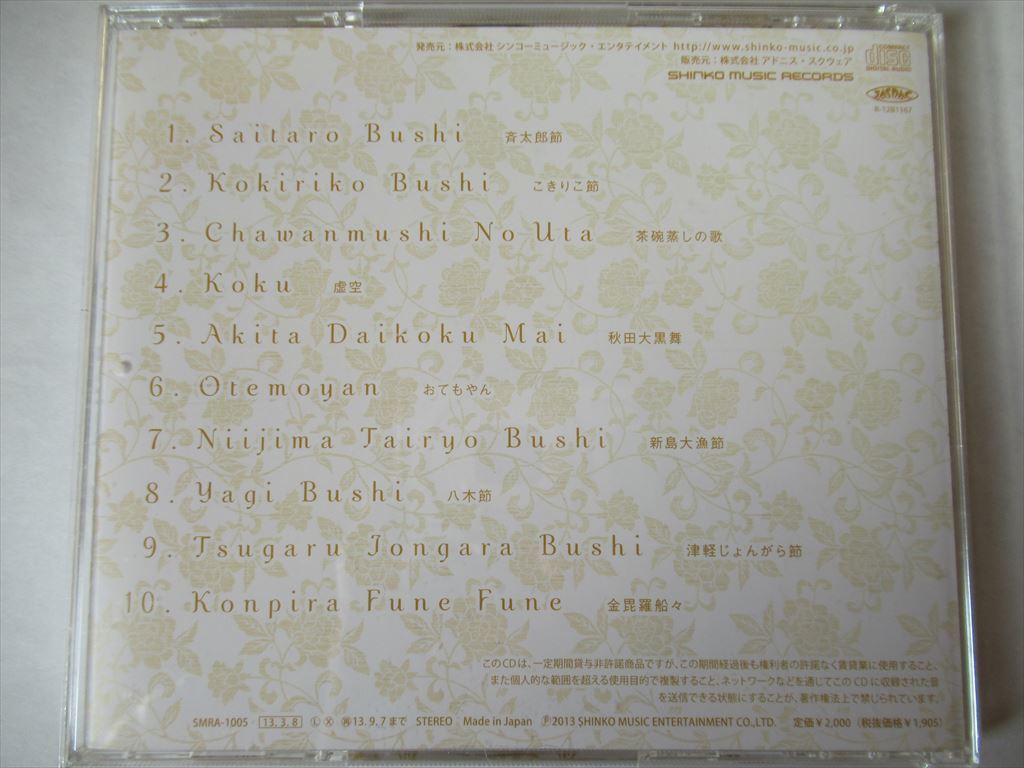 発売元：株式会社 シンコーミュージック・エンタテイメント http://www.shinko-music.co.jp
販売元：株式会社 アドニス・スクウェア
SHINKO MUSIC RECORDS
COMPACT disc DIGITAL AUDIO
R-1281567
1. Saitaro Bushi 斉太郎節
2. Kokiriko Bushi こきりこ節
3. Chawanmushi No Uta 茶碗蒸しの歌
4. Koku 虚空
5. Akita Daikoku Mai 秋田大黒舞
6. Otemoyan おてもやん
7. Niijima Tairyo Bushi 新島大漁節
8. Yagi Bushi 八木節
9. Tsugaru Jongara Bushi 津軽じょんがら節
10. Konpira Fune Fune 金毘羅船々
このCDは、一定期間貸与非許諾商品ですが、この期間経過後も権利者の許諾なく賃貸業に使用すること、
また個人的な範囲を超える使用目的で複製すること、ネットワークなどを通じてこのCDに収録された音
を送信できる状態にすることが、著作権法上で禁じられています。
SMRA-1005 13.3.8 Ⓛ Ⓧ 13.9.7まで STEREO Made in Japan ℗2013 SHINKO MUSIC ENTERTAINMENT CO.,LTD. 定価￥2,000（税抜価格￥1,905）